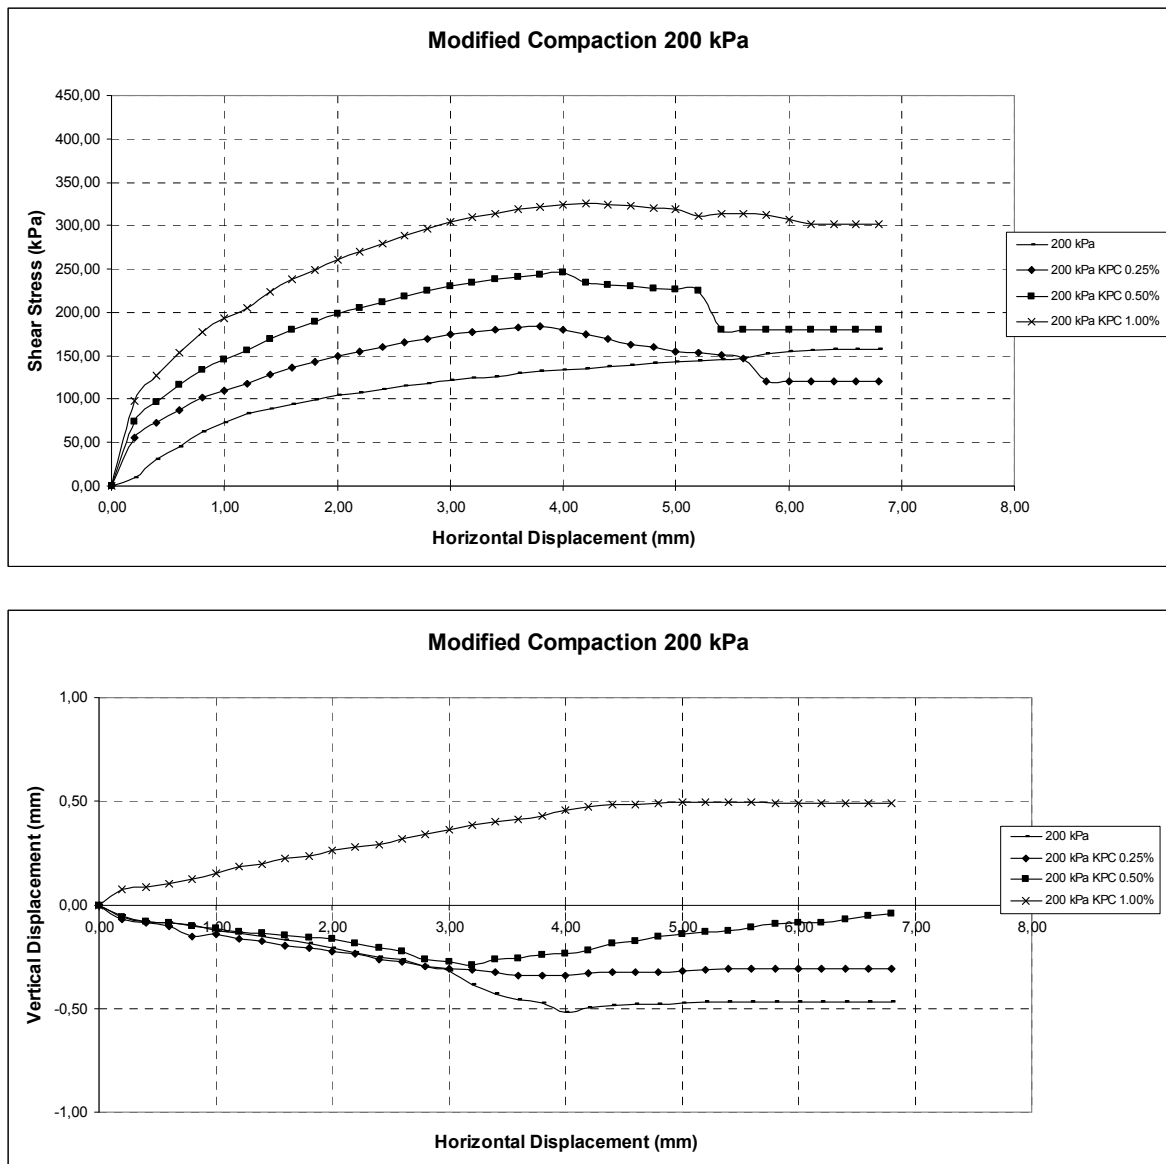 Modified Compaction 200 kPa
450,00
400,00
350,00
300,00
250,00
200,00
150,00
100,00
50,00
0,00
Shear Stress (kPa)
0,00 1,00 2,00 3,00 4,00 5,00 6,00 7,00 8,00
Horizontal Displacement (mm)
200 kPa
200 kPa KPC 0.25%
200 kPa KPC 0.50%
200 kPa KPC 1.00%
Modified Compaction 200 kPa
1,00
0,50
0,00
-0,50
-1,00
Vertical Displacement (mm)
0,00 1,00 2,00 3,00 4,00 5,00 6,00 7,00 8,00
Horizontal Displacement (mm)
200 kPa
200 kPa KPC 0.25%
200 kPa KPC 0.50%
200 kPa KPC 1.00%